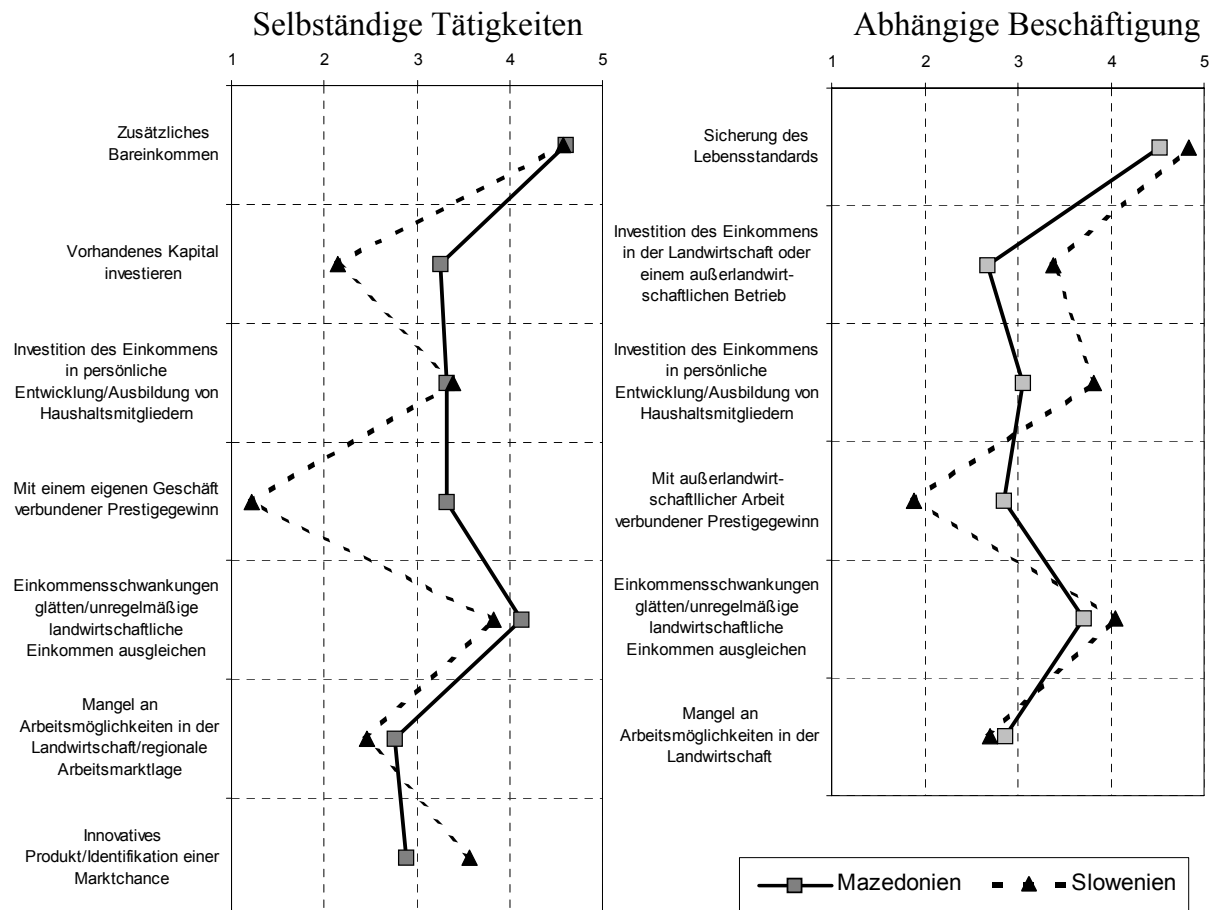 Selbständige Tätigkeiten
1 2 3 4 5
Zusätzliches
Bareinkommen
Vorhandenes Kapital
investieren
Investition des Einkommens
in persönliche
Entwicklung/Ausbildung von
Haushaltsmitgliedern
Mit einem eigenen Geschäft
verbundener Prestigegewinn
Einkommensschwankungen
glätten/unregelmäßige
landwirtschaftliche
Einkommen ausgleichen
Mangel an
Arbeitsmöglichkeiten in der
Landwirtschaft/regionale
Arbeitsmarktlage
Innovatives
Produkt/Identifikation einer
Marktchance
Abhängige Beschäftigung
1 2 3 4 5
Sicherung des
Lebensstandards
Investition des Einkommens
in der Landwirtschaft oder
einem außerlandwirt-
schaftlichen Betrieb
Investition des Einkommens
in persönliche
Entwicklung/Ausbildung von
Haushaltsmitgliedern
Mit außerlandwirt-
schaftllicher Arbeit
verbundener Prestigegewinn
Einkommensschwankungen
glätten/unregelmäßige
landwirtschaftliche
Einkommen ausgleichen
Mangel an
Arbeitsmöglichkeiten in der
Landwirtschaft
Mazedonien Slowenien